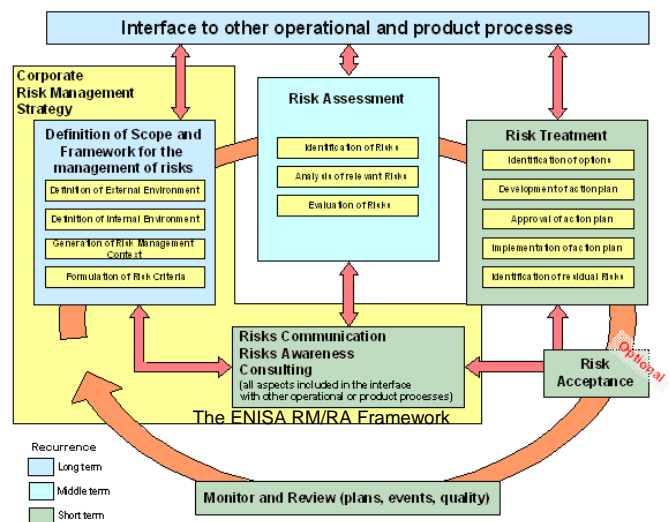 Interface to other operational and product processes
Corporate
Risk Management
Strategy
Definition of Scope and
Framework for the
management of risks
Definition of External Environment
Definition of Internal Environment
Generation of Risk Management
Context
Formulation of Risk Criteria
Risk Assessment
Identification of Risks
Analysis of relevant Risks
Evaluation of Risks
Risk Treatment
Identification of options
Development of action plan
Approval of action plan
Implementation of action plan
Identification of residual Risks
Risks Communication
Risks Awareness
Consulting
(all aspects included in the interface
with other operational or product processes)
Optional
Risk
Acceptance
The ENISA RM/RA Framework
Recurrence
Long term
Middle term
Short term
Monitor and Review (plans, events, quality)